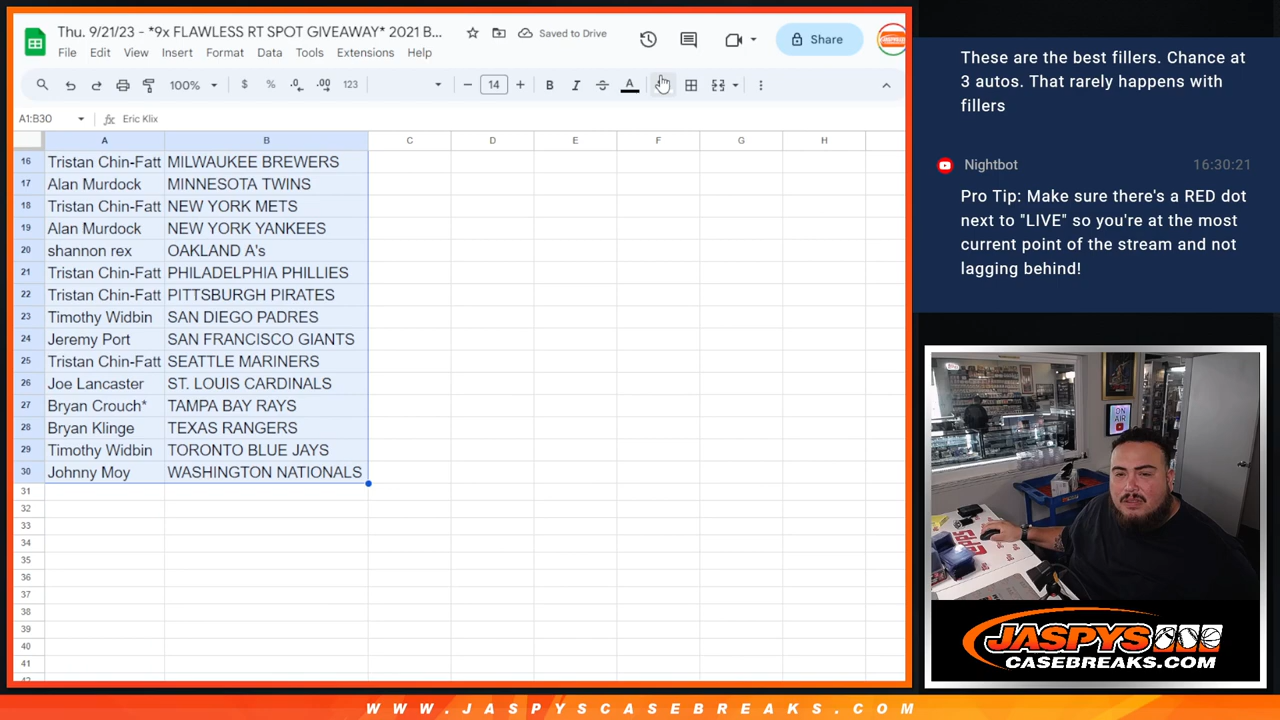 Thu. 9/21/23 - *9x FLAWLESS RT SPOT GIVEAWAY* 2021 B...
Saved to Drive
Share
File Edit View Insert Format Data Tools Extensions Help
100% $ % .0 .00 123 14 B I A
A1:B30 fx Eric Klix
A B C D E F G H
16 Tristan Chin-Fatt MILWAUKEE BREWERS
17 Alan Murdock MINNESOTA TWINS
18 Tristan Chin-Fatt NEW YORK METS
19 Alan Murdock NEW YORK YANKEES
20 shannon rex OAKLAND A's
21 Tristan Chin-Fatt PHILADELPHIA PHILLIES
22 Tristan Chin-Fatt PITTSBURGH PIRATES
23 Timothy Widbin SAN DIEGO PADRES
24 Jeremy Port SAN FRANCISCO GIANTS
25 Tristan Chin-Fatt SEATTLE MARINERS
26 Joe Lancaster ST. LOUIS CARDINALS
27 Bryan Crouch* TAMPA BAY RAYS
28 Bryan Klinge TEXAS RANGERS
29 Timothy Widbin TORONTO BLUE JAYS
30 Johnny Moy WASHINGTON NATIONALS
31
32
33
34
35
36
37
38
39
40
41
These are the best fillers. Chance at
3 autos. That rarely happens with
fillers
Nightbot 16:30:21
Pro Tip: Make sure there's a RED dot
next to "LIVE" so you're at the most
current point of the stream and not
lagging behind!
ON
AIR
JASPYS
CASEBREAKS.COM
WWW.JASPYSCASEBREAKS.COM